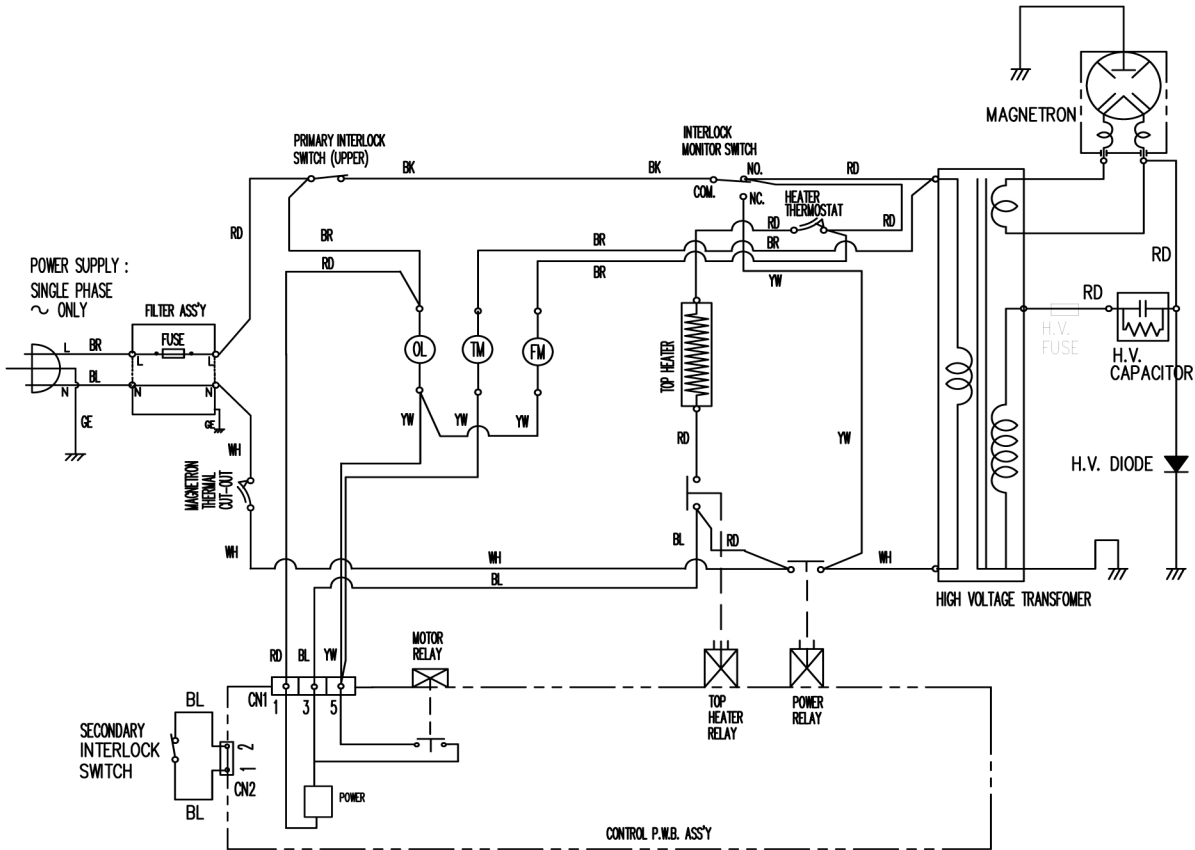 MAGNETRON
PRIMARY INTERLOCK
SWITCH (UPPER)
INTERLOCK
MONITOR SWITCH
BK
BK
NO.
RD
COM.
NC.
HEATER
THERMOSTAT
RD
RD
RD
BR
BR
BR
RD
BR
YW
RD
POWER SUPPLY :
SINGLE PHASE
～ ONLY
FILTER ASS'Y
FUSE
L
BR
L
L
BL
N
N
N
GE
GE
OL
TM
FM
TOP HEATER
RD
H.V.
FUSE
H.V.
CAPACITOR
YW
YW
YW
YW
RD
WH
MAGNETRON
THERMAL
CUT-OUT
H.V. DIODE
WH
WH
BL
BL
RD
WH
HIGH VOLTAGE TRANSFOMER
RD
BL
YW
MOTOR
RELAY
CN1
1
3
5
TOP
HEATER
RELAY
POWER
RELAY
BL
SECONDARY
INTERLOCK
SWITCH
2
1
CN2
BL
POWER
CONTROL P.W.B. ASS'Y